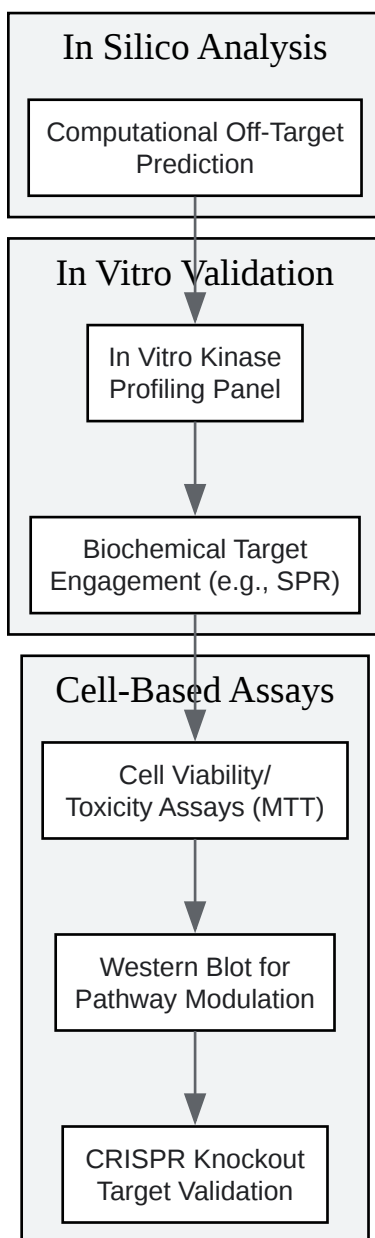 In Silico Analysis
Computational Off-Target
Prediction
In Vitro Validation
In Vitro Kinase
Profiling Panel
Biochemical Target
Engagement (e.g., SPR)
Cell-Based Assays
Cell Viability/
Toxicity Assays (MTT)
Western Blot for
Pathway Modulation
CRISPR Knockout
Target Validation